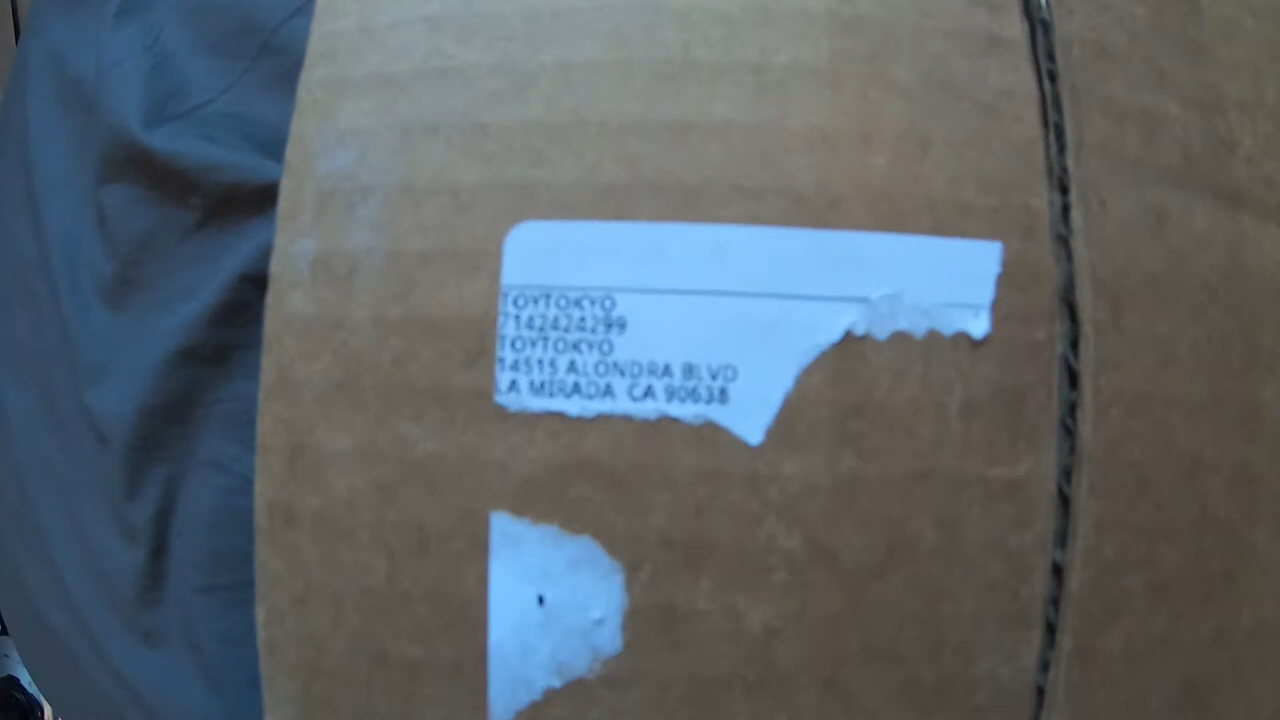 TOYTOKYO
7142424299
TOYTOKYO
14515 ALONDRA BLVD
LA MIRADA CA 90638